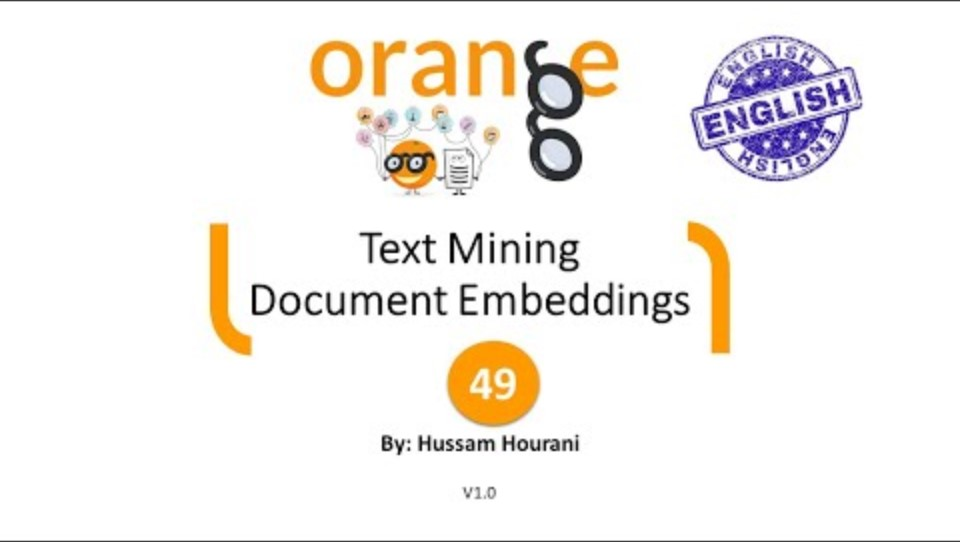 orange
ENGLISH
ENGLISH
ENGLISH
Text Mining
Document Embeddings
49
By: Hussam Hourani
V1.0